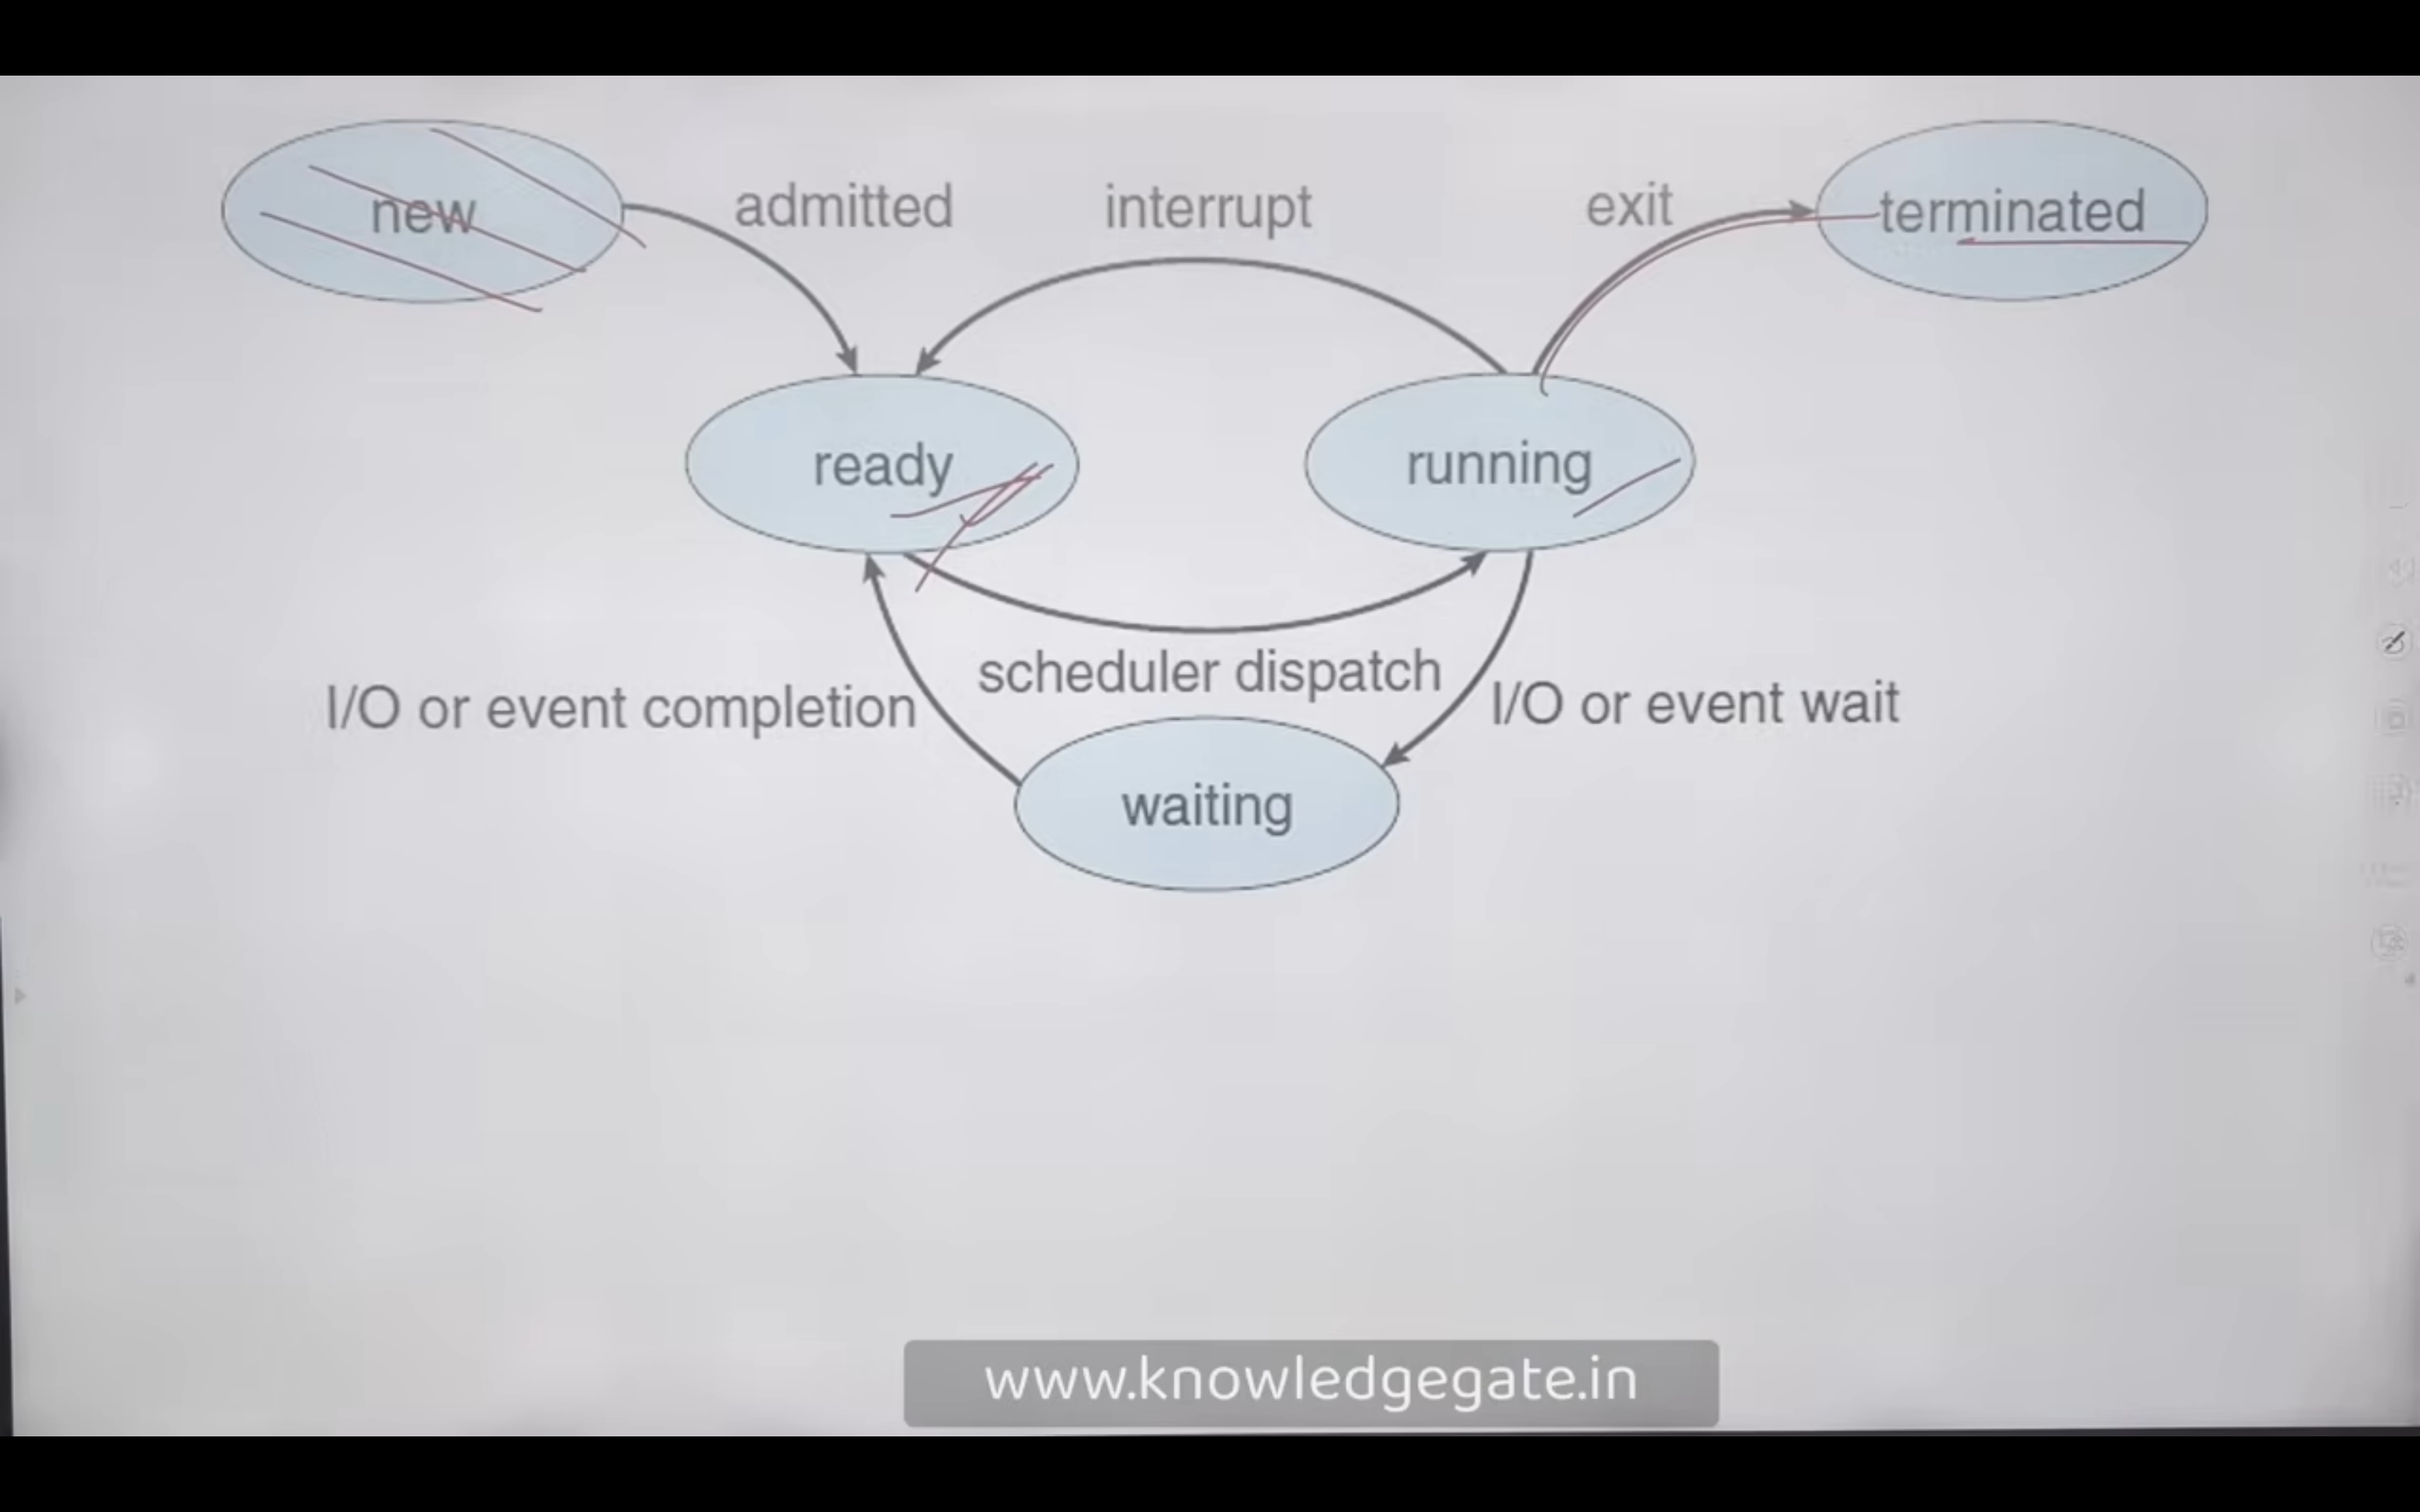 new
admitted
interrupt
exit
terminated
ready
running
scheduler dispatch
I/O or event completion
I/O or event wait
waiting
www.knowledgegate.in